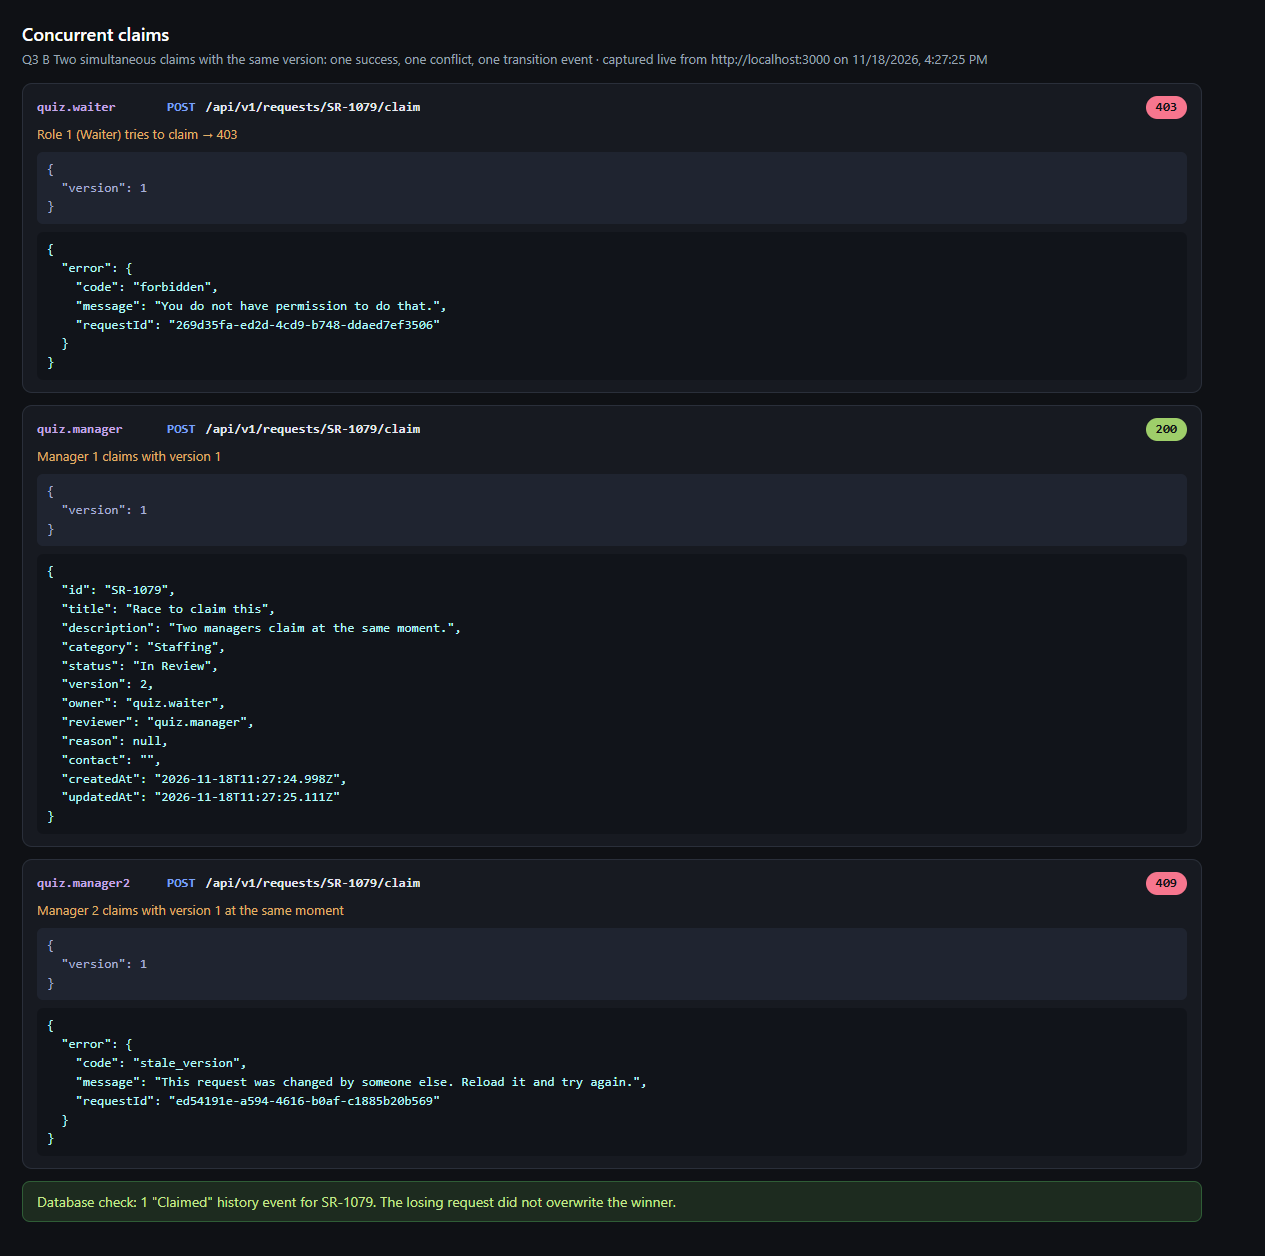 Concurrent claims
Q3 B Two simultaneous claims with the same version: one success, one conflict, one transition event · captured live from http://localhost:3000 on 11/18/2026, 4:27:25 PM
quiz.waiter POST /api/v1/requests/SR-1079/claim 403
Role 1 (Waiter) tries to claim → 403
{
  "version": 1
}
{
  "error": {
    "code": "forbidden",
    "message": "You do not have permission to do that.",
    "requestId": "269d35fa-ed2d-4cd9-b748-ddaed7ef3506"
  }
}
quiz.manager POST /api/v1/requests/SR-1079/claim 200
Manager 1 claims with version 1
{
  "version": 1
}
{
  "id": "SR-1079",
  "title": "Race to claim this",
  "description": "Two managers claim at the same moment.",
  "category": "Staffing",
  "status": "In Review",
  "version": 2,
  "owner": "quiz.waiter",
  "reviewer": "quiz.manager",
  "reason": null,
  "contact": "",
  "createdAt": "2026-11-18T11:27:24.998Z",
  "updatedAt": "2026-11-18T11:27:25.111Z"
}
quiz.manager2 POST /api/v1/requests/SR-1079/claim 409
Manager 2 claims with version 1 at the same moment
{
  "version": 1
}
{
  "error": {
    "code": "stale_version",
    "message": "This request was changed by someone else. Reload it and try again.",
    "requestId": "ed54191e-a594-4616-b0af-c1885b20b569"
  }
}
Database check: 1 "Claimed" history event for SR-1079. The losing request did not overwrite the winner.